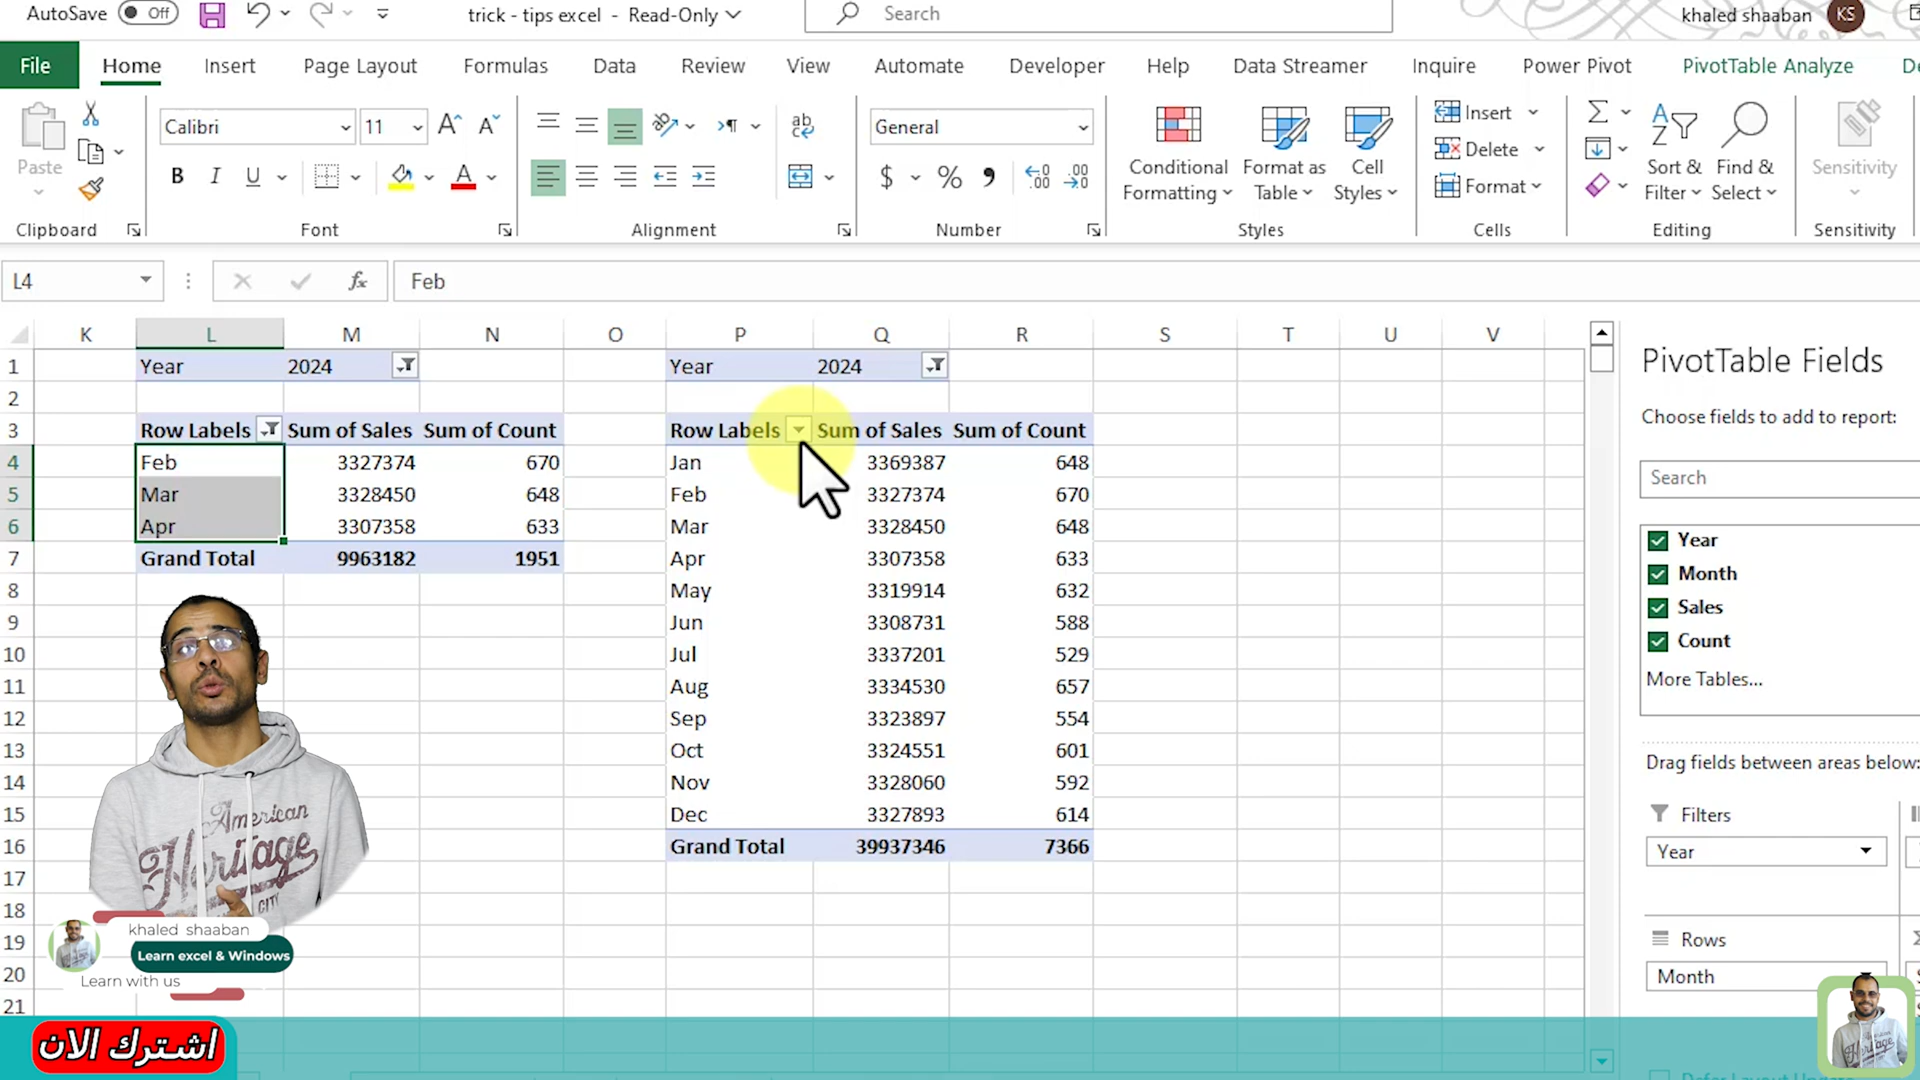 AutoSave Off trick - tips excel - Read-Only Search khaled shaaban KS
File Home Insert Page Layout Formulas Data Review View Automate Developer Help Data Streamer Inquire Power Pivot PivotTable Analyze
Paste Calibri 11 General Conditional Formatting Format as Table Cell Styles Insert Delete Format Sort & Filter Find & Select Sensitivity
B I U $ %
Clipboard Font Alignment Number Styles Cells Editing Sensitivity
L4 fx Feb
K L M N O P Q R S T U V
1 Year 2024 Year 2024
2
3 Row Labels Sum of Sales Sum of Count Row Labels Sum of Sales Sum of Count
4 Feb 3327374 670 Jan 3369387 648
5 Mar 3328450 648 Feb 3327374 670
6 Apr 3307358 633 Mar 3328450 648
7 Grand Total 9963182 1951 Apr 3307358 633
8 May 3319914 632
9 Jun 3308731 588
10 Jul 3337201 529
11 Aug 3334530 657
12 Sep 3323897 554
13 Oct 3324551 601
14 Nov 3328060 592
15 Dec 3327893 614
16 Grand Total 39937346 7366
17
18
19
20
21
PivotTable Fields
Choose fields to add to report:
Search
Year
Month
Sales
Count
More Tables...
Drag fields between areas below:
Filters
Year
Rows
Month
American
Heritage
CITY
khaled shaaban
Learn excel & Windows
Learn with us
اشترك الان